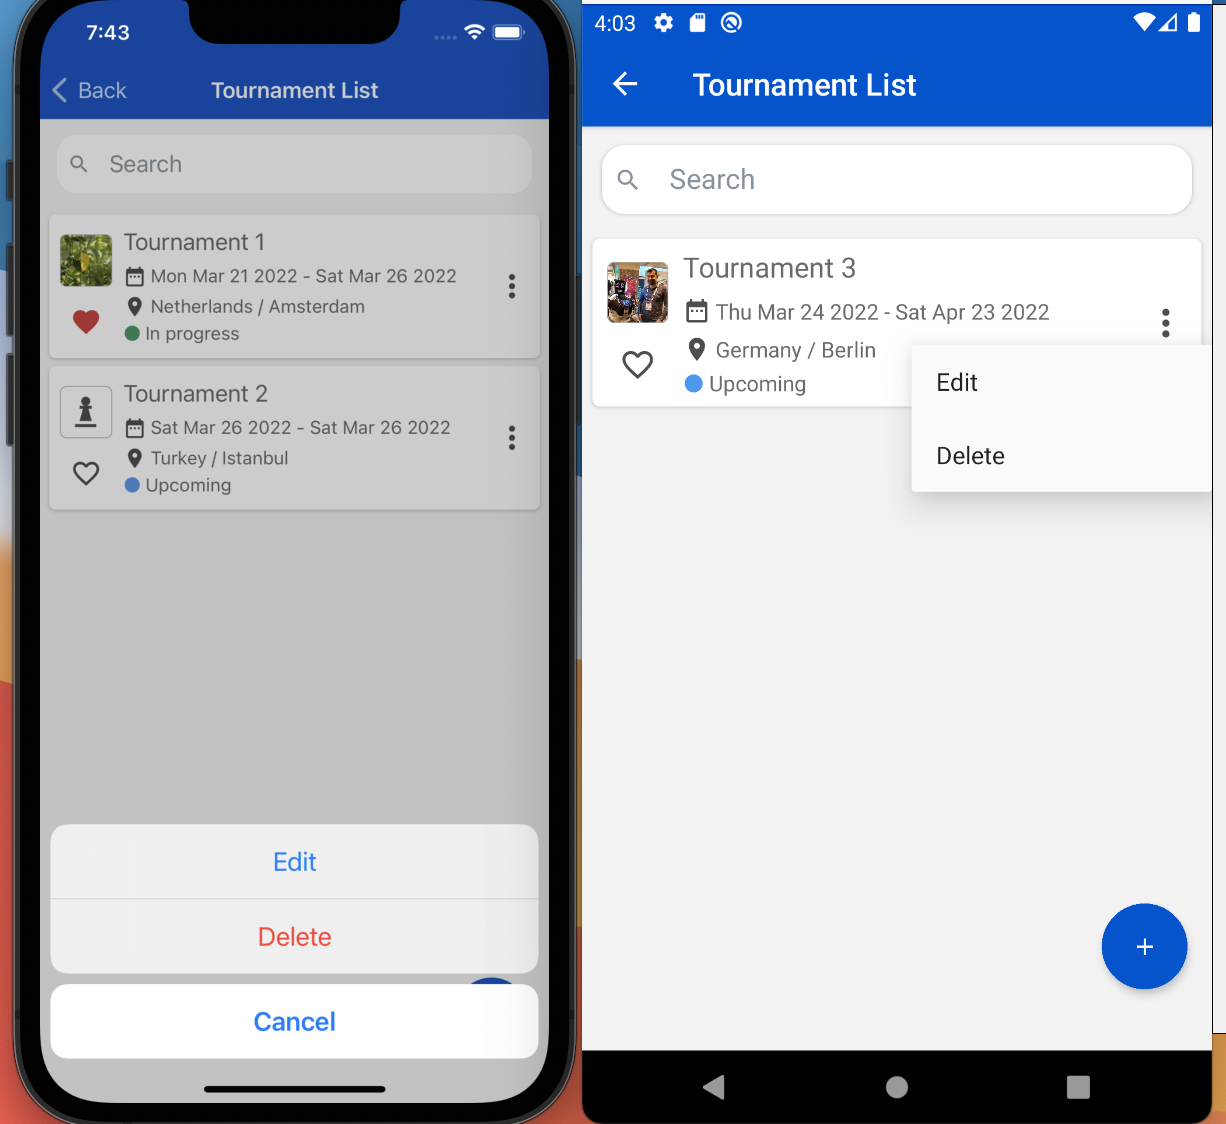 7:43
Back
Tournament List
Search
Tournament 1
Mon Mar 21 2022 - Sat Mar 26 2022
Netherlands / Amsterdam
In progress
Tournament 2
Sat Mar 26 2022 - Sat Mar 26 2022
Turkey / Istanbul
Upcoming
Edit
Delete
Cancel
4:03
Tournament List
Search
Tournament 3
Thu Mar 24 2022 - Sat Apr 23 2022
Germany / Berlin
Upcoming
Edit
Delete
+